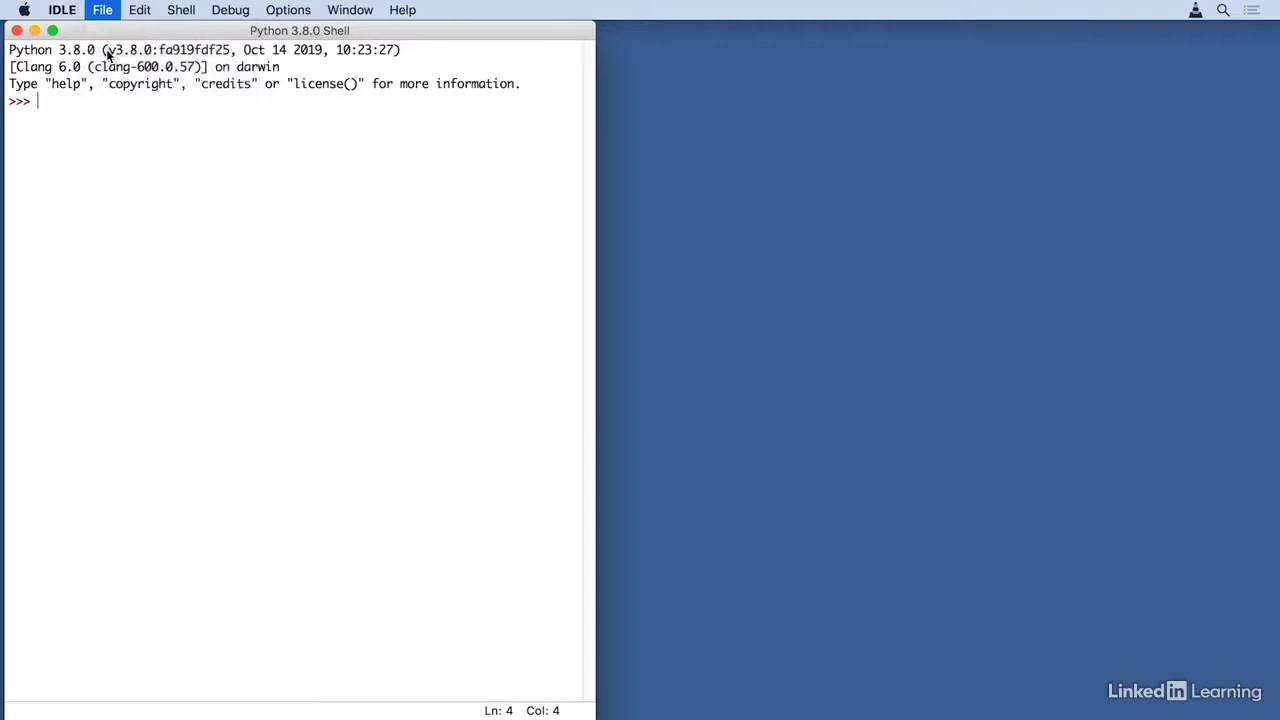 IDLE File Edit Shell Debug Options Window Help
Python 3.8.0 Shell
Python 3.8.0 (v3.8.0:fa919fdf25, Oct 14 2019, 10:23:27)
[Clang 6.0 (clang-600.0.57)] on darwin
Type "help", "copyright", "credits" or "license()" for more information.
>>>
Ln: 4 Col: 4
Linked in Learning